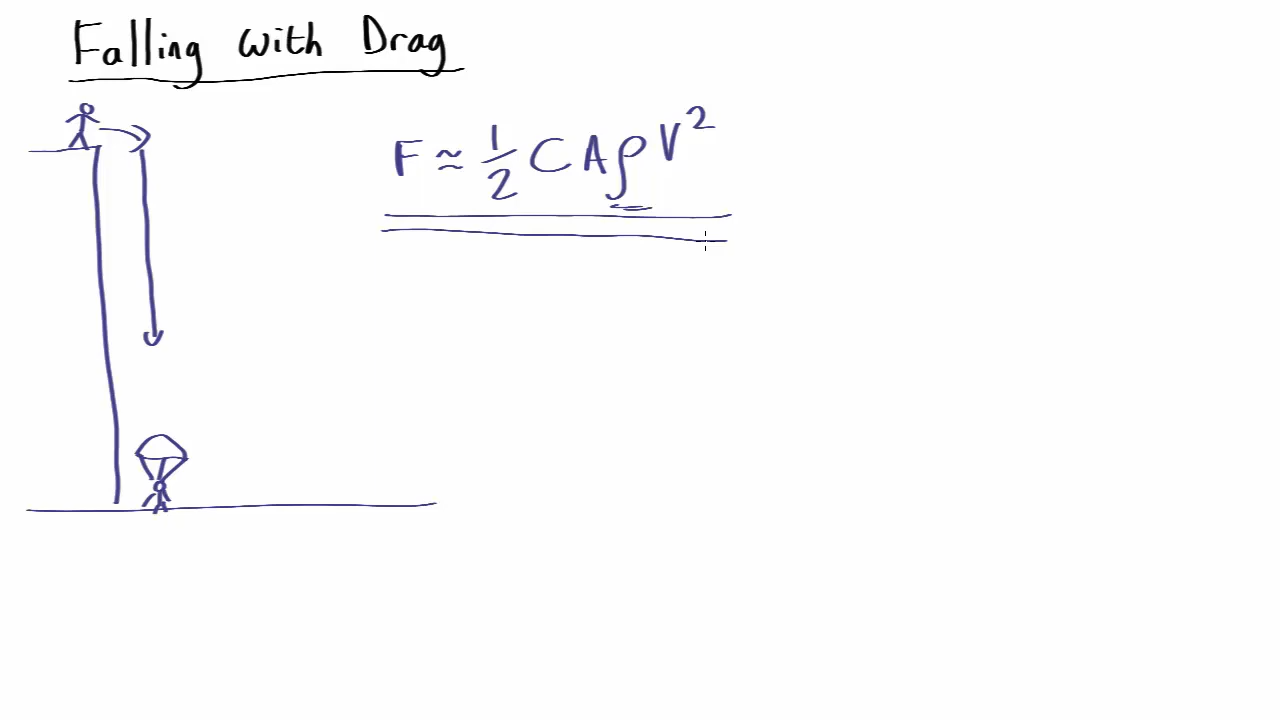 Falling With Drag
F ≈ 1/2 C A ρ V²